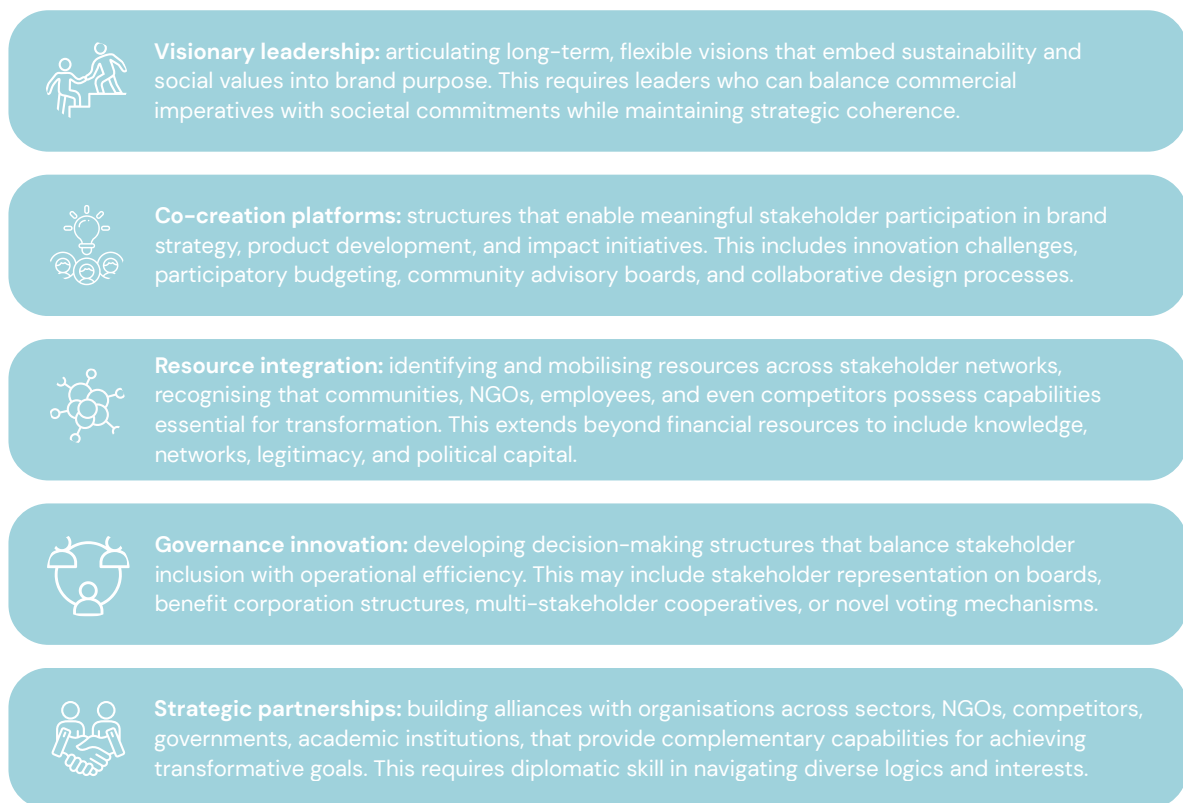 Visionary leadership: articulating long-term, flexible visions that embed sustainability and
social values into brand purpose. This requires leaders who can balance commercial
imperatives with societal commitments while maintaining strategic coherence.
Co-creation platforms: structures that enable meaningful stakeholder participation in brand
strategy, product development, and impact initiatives. This includes innovation challenges,
participatory budgeting, community advisory boards, and collaborative design processes.
Resource integration: identifying and mobilising resources across stakeholder networks,
recognising that communities, NGOs, employees, and even competitors possess capabilities
essential for transformation. This extends beyond financial resources to include knowledge,
networks, legitimacy, and political capital.
Governance innovation: developing decision-making structures that balance stakeholder
inclusion with operational efficiency. This may include stakeholder representation on boards,
benefit corporation structures, multi-stakeholder cooperatives, or novel voting mechanisms.
Strategic partnerships: building alliances with organisations across sectors, NGOs, competitors,
governments, academic institutions, that provide complementary capabilities for achieving
transformative goals. This requires diplomatic skill in navigating diverse logics and interests.